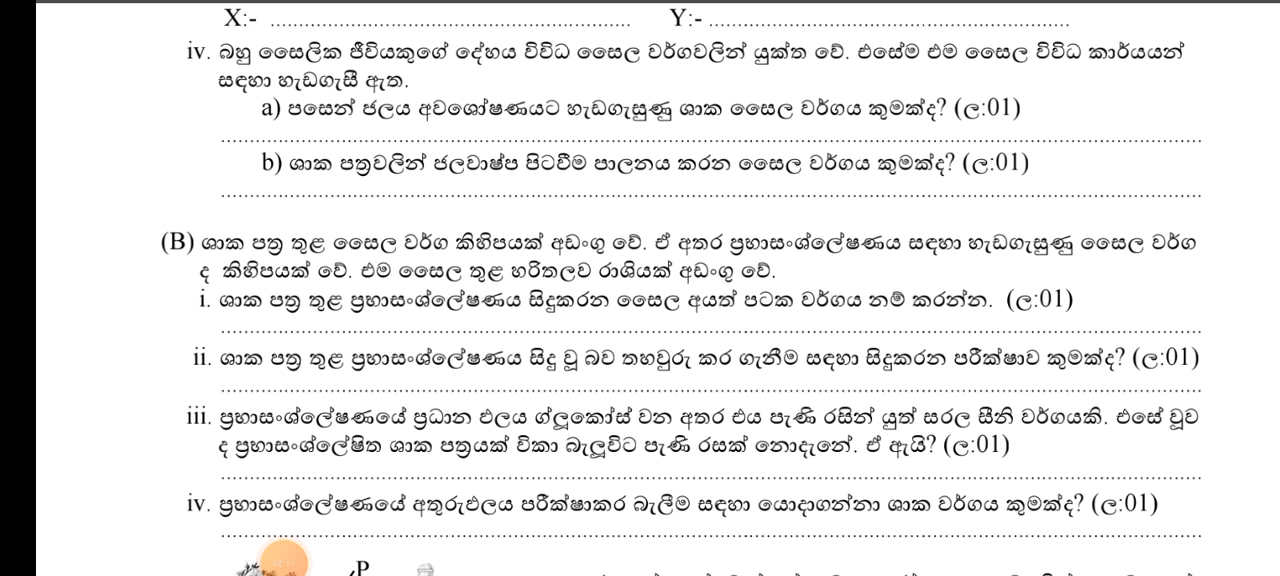 X:- ........................................................ Y:- ........................................................
iv. බහු සෛලික ජීවියකුගේ දේහය විවිධ සෛල වර්ගවලින් යුක්ත වේ. එසේම එම සෛල විවිධ කාර්යයන්
සඳහා හැඩගැසී ඇත.
a) පසෙන් ජලය අවශෝෂණයට හැඩගැසුණු ශාක සෛල වර්ගය කුමක්ද? (ල:01)
b) ශාක පත්‍රවලින් ජලවාෂ්ප පිටවීම පාලනය කරන සෛල වර්ගය කුමක්ද? (ල:01)
(B) ශාක පත්‍ර තුළ සෛල වර්ග කිහිපයක් අඩංගු වේ. ඒ අතර ප්‍රභාසංශ්ලේෂණය සඳහා හැඩගැසුණු සෛල වර්ග
ද කිහිපයක් වේ. එම සෛල තුළ හරිතලව රාශියක් අඩංගු වේ.
i. ශාක පත්‍ර තුළ ප්‍රභාසංශ්ලේෂණය සිදුකරන සෛල අයත් පටක වර්ගය නම් කරන්න. (ල:01)
ii. ශාක පත්‍ර තුළ ප්‍රභාසංශ්ලේෂණය සිදු වූ බව තහවුරු කර ගැනීම සඳහා සිදුකරන පරීක්ෂාව කුමක්ද? (ල:01)
iii. ප්‍රභාසංශ්ලේෂණයේ ප්‍රධාන ඵලය ග්ලූකෝස් වන අතර එය පැණි රසින් යුත් සරල සීනි වර්ගයකි. එසේ වුව
ද ප්‍රභාසංශ්ලේෂිත ශාක පත්‍රයක් විකා බැලූවිට පැණි රසක් නොදැනේ. ඒ ඇයි? (ල:01)
iv. ප්‍රභාසංශ්ලේෂණයේ අතුරුඵලය පරීක්ෂාකර බැලීම සඳහා යොදාගන්නා ශාක වර්ගය කුමක්ද? (ල:01)
P